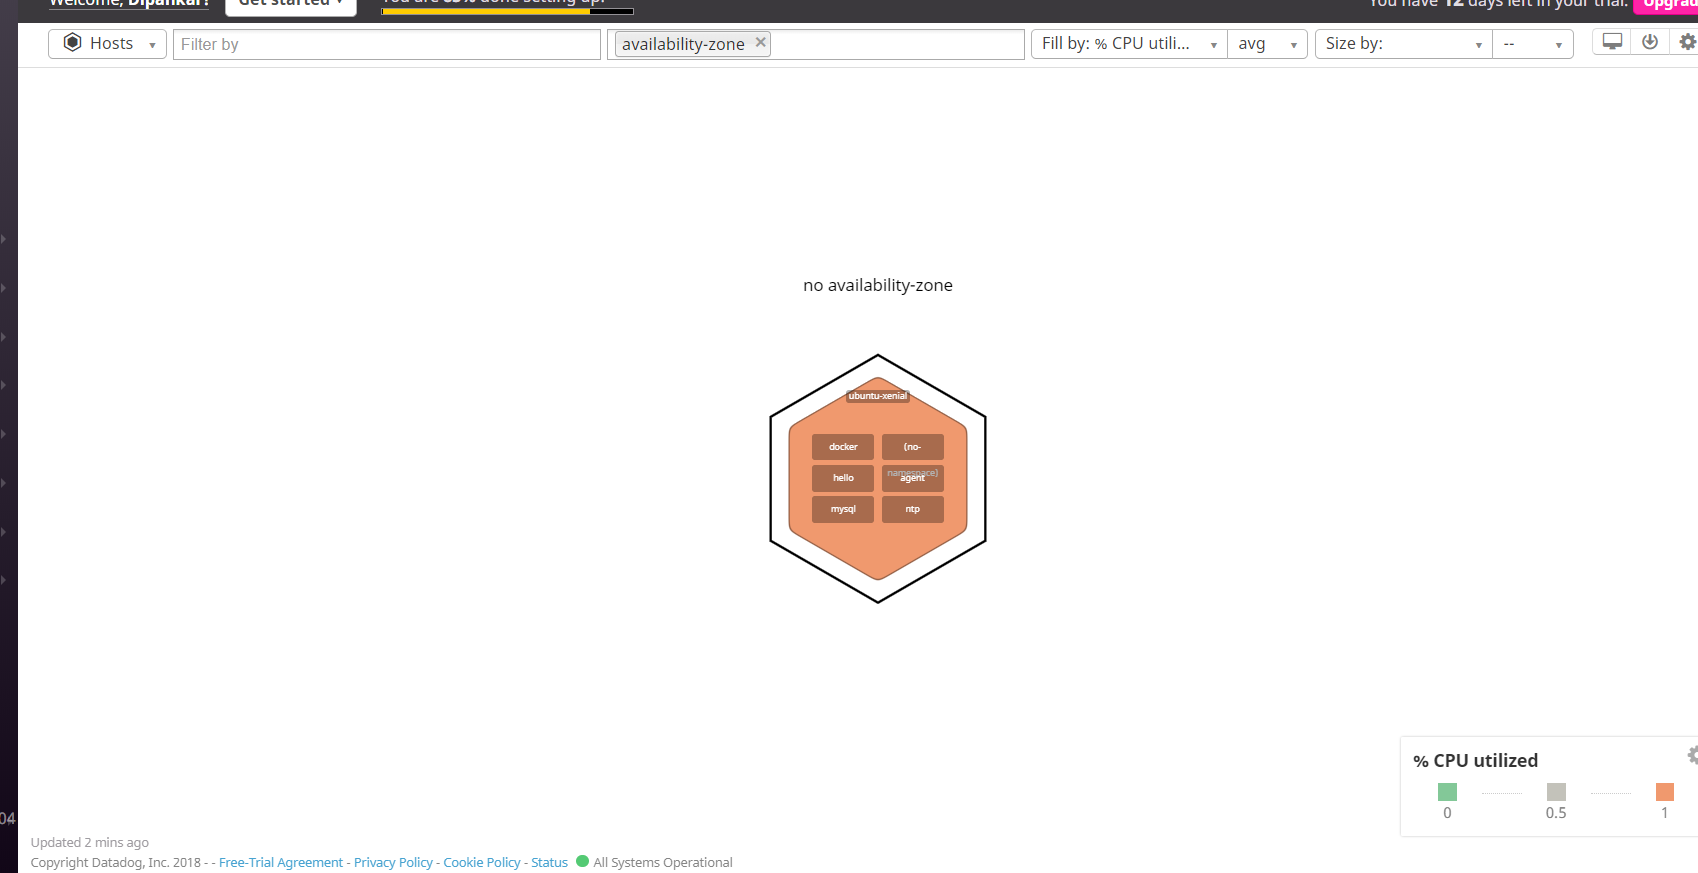 Welcome, Dipankar! Get started You are 83% done setting up. You have 12 days left in your trial. Upgrad
Hosts Filter by availability-zone × Fill by: % CPU utili... avg Size by: --
no availability-zone
ubuntu-xenial
docker (no-
namespace)
hello agent
mysql ntp
% CPU utilized
0 0.5 1
04
Updated 2 mins ago
Copyright Datadog, Inc. 2018 - - Free-Trial Agreement - Privacy Policy - Cookie Policy - Status All Systems Operational